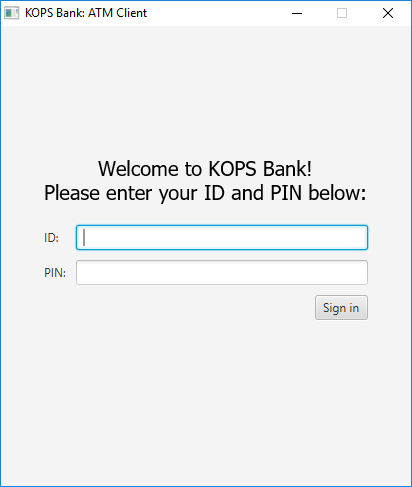 KOPS Bank: ATM Client
Welcome to KOPS Bank!
Please enter your ID and PIN below:
ID:
PIN:
Sign in